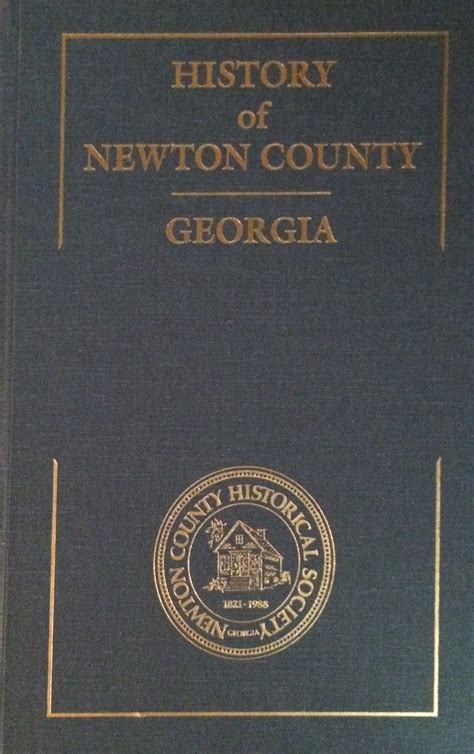 HISTORY
of
NEWTON COUNTY
GEORGIA
NEWTON COUNTY HISTORICAL SOCIETY
1821-1988
GEORGIA